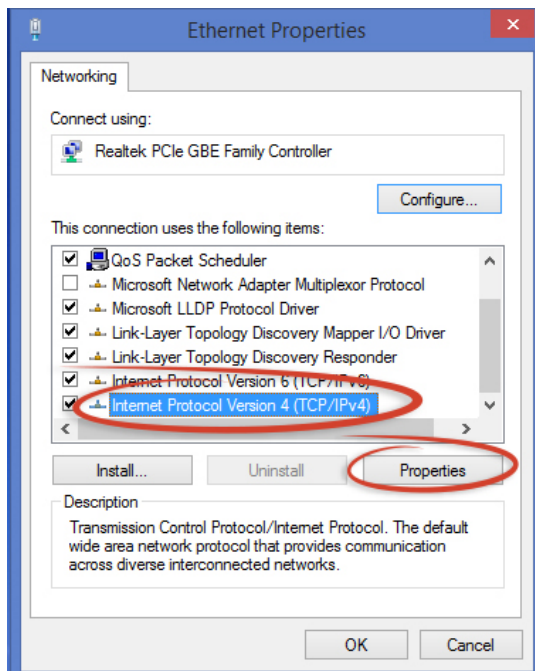 Ethernet Properties
Networking
Connect using:
Realtek PCIe GBE Family Controller
Configure...
This connection uses the following items:
QoS Packet Scheduler
Microsoft Network Adapter Multiplexor Protocol
Microsoft LLDP Protocol Driver
Link-Layer Topology Discovery Mapper I/O Driver
Link-Layer Topology Discovery Responder
Internet Protocol Version 6 (TCP/IPv6)
Internet Protocol Version 4 (TCP/IPv4)
Install...
Uninstall
Properties
Description
Transmission Control Protocol/Internet Protocol. The default
wide area network protocol that provides communication
across diverse interconnected networks.
OK
Cancel